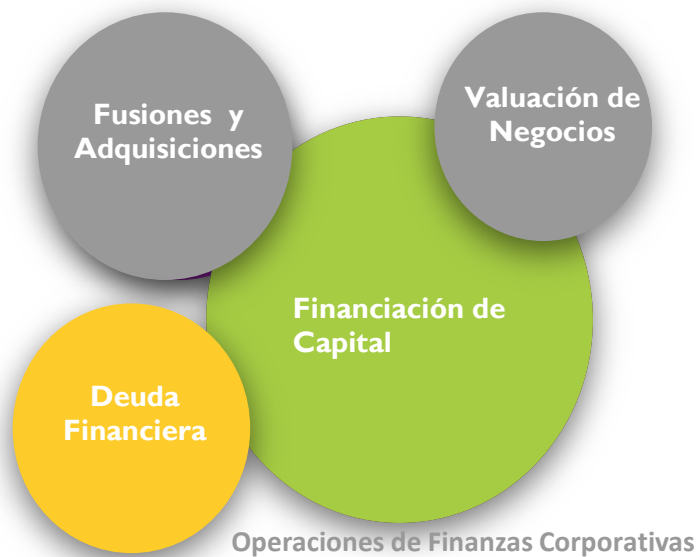 Fusiones y
Adquisiciones
Valuación de
Negocios
Financiación de
Capital
Deuda
Financiera
Operaciones de Finanzas Corporativas